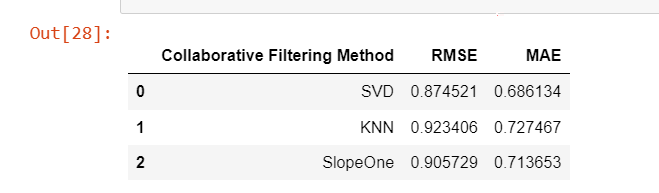 Out[28]:
Collaborative Filtering Method RMSE MAE
0 SVD 0.874521 0.686134
1 KNN 0.923406 0.727467
2 SlopeOne 0.905729 0.713653